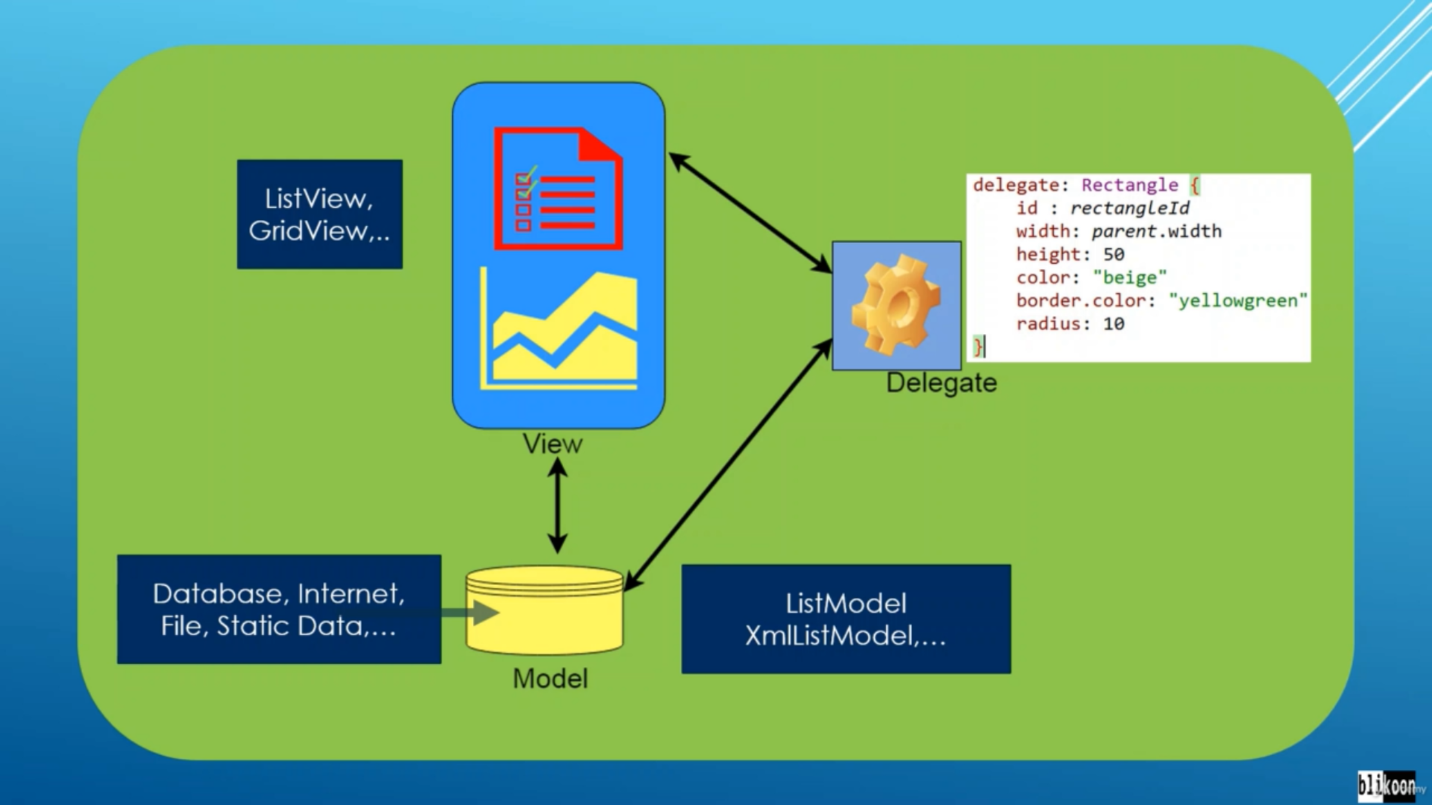 ListView,
GridView,..
delegate: Rectangle {
id : rectangleId
width: parent.width
height: 50
color: "beige"
border.color: "yellowgreen"
radius: 10
}
Delegate
View
Database, Internet,
File, Static Data,...
ListModel
XmlListModel,...
Model
blikoon